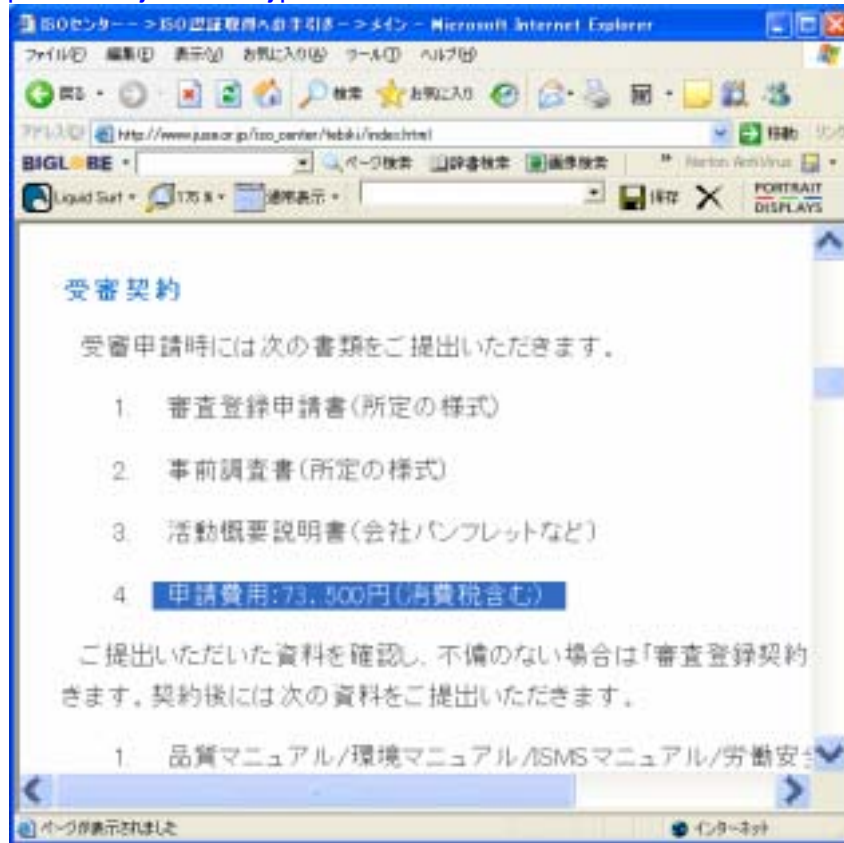 ISOセンター－－＞ISO認証取得への手引き－＞メイン - Microsoft Internet Explorer
ファイル(F) 編集(E) 表示(V) お気に入り(A) ツール(T) ヘルプ(H)
戻る 検索 お気に入り
アドレス(D) http://www.juse.or.jp/iso_center/tebiki/index.html 移動 リンク
BIGLOBE ページ検索 辞書検索 画像検索 » Norton AntiVirus
Liquid Surf 175 % 通常表示 保存 PORTRAIT DISPLAYS
受審契約
受審申請時には次の書類をご提出いただきます。
1. 審査登録申請書(所定の様式)
2. 事前調査書(所定の様式)
3. 活動概要説明書(会社パンフレットなど)
4. 申請費用:73,500円(消費税含む)
ご提出いただいた資料を確認し、不備のない場合は「審査登録契約
きます。契約後には次の資料をご提出いただきます。
1. 品質マニュアル/環境マニュアル/ISMSマニュアル/労働安
ページが表示されました インターネット